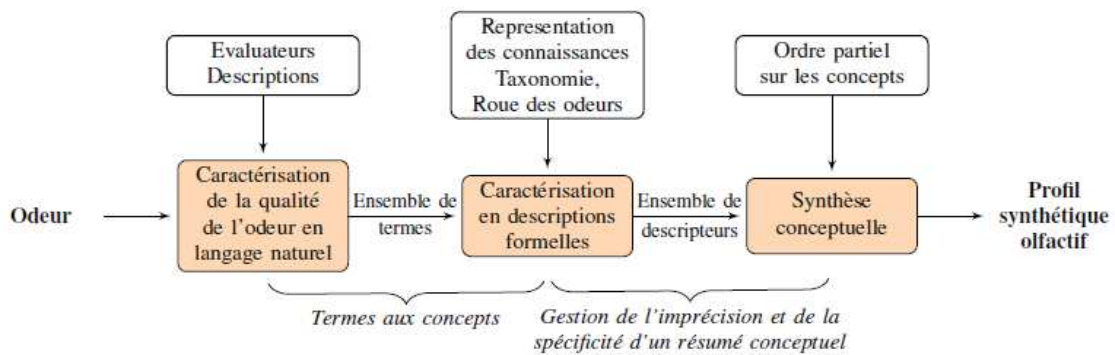 Evaluateurs
Descriptions
Representation
des connaissances
Taxonomie,
Roue des odeurs
Ordre partiel
sur les concepts
Odeur
Caractérisation
de la qualité
de l'odeur en
langage naturel
Ensemble de
termes
Caractérisation
en descriptions
formelles
Ensemble de
descripteurs
Synthèse
conceptuelle
Profil
synthétique
olfactif
Termes aux concepts
Gestion de l'imprécision et de la
spécificité d'un résumé conceptuel